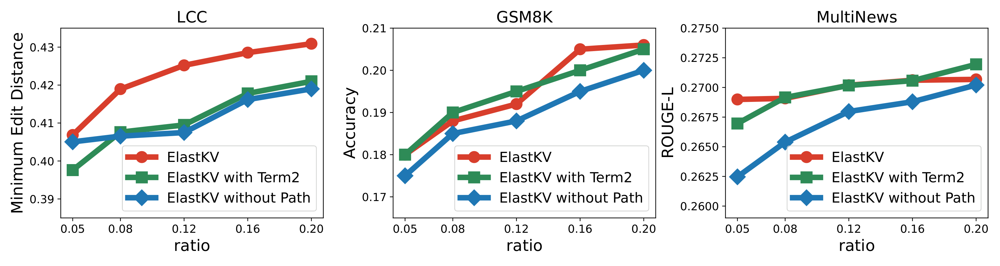 LCC
Minimum Edit Distance
0.43
0.42
0.41
0.40
0.39
ElastKV
ElastKV with Term2
ElastKV without Path
0.05 0.08 0.12 0.16 0.20
ratio
GSM8K
Accuracy
0.21
0.20
0.19
0.18
0.17
ElastKV
ElastKV with Term2
ElastKV without Path
0.05 0.08 0.12 0.16 0.20
ratio
MultiNews
ROUGE-L
0.2750
0.2725
0.2700
0.2675
0.2650
0.2625
0.2600
ElastKV
ElastKV with Term2
ElastKV without Path
0.05 0.08 0.12 0.16 0.20
ratio